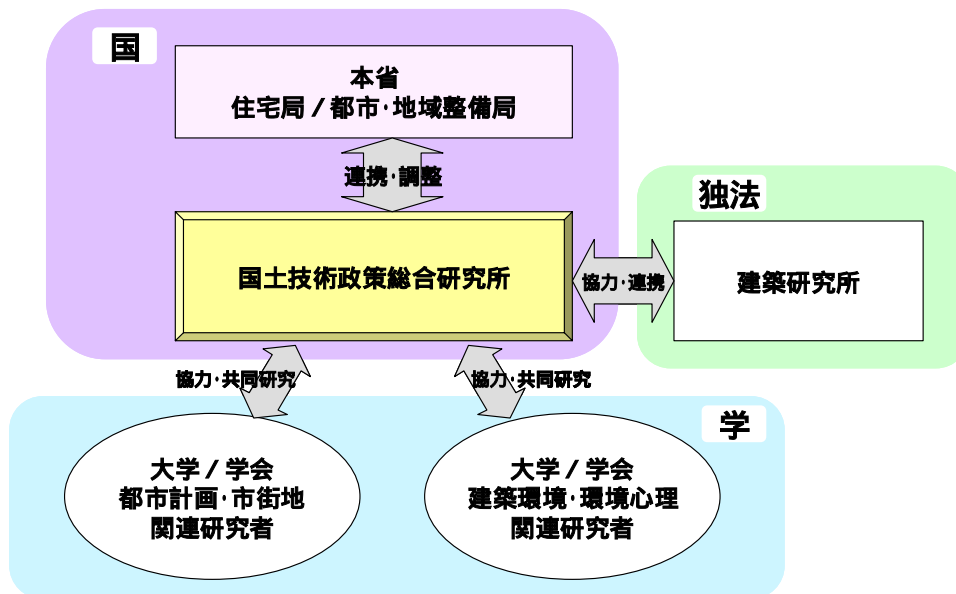 国
本省
住宅局/都市・地域整備局
連携・調整
独法
国土技術政策総合研究所
協力・連携
建築研究所
協力・共同研究
協力・共同研究
学
大学/学会
都市計画・市街地
関連研究者
大学/学会
建築環境・環境心理
関連研究者